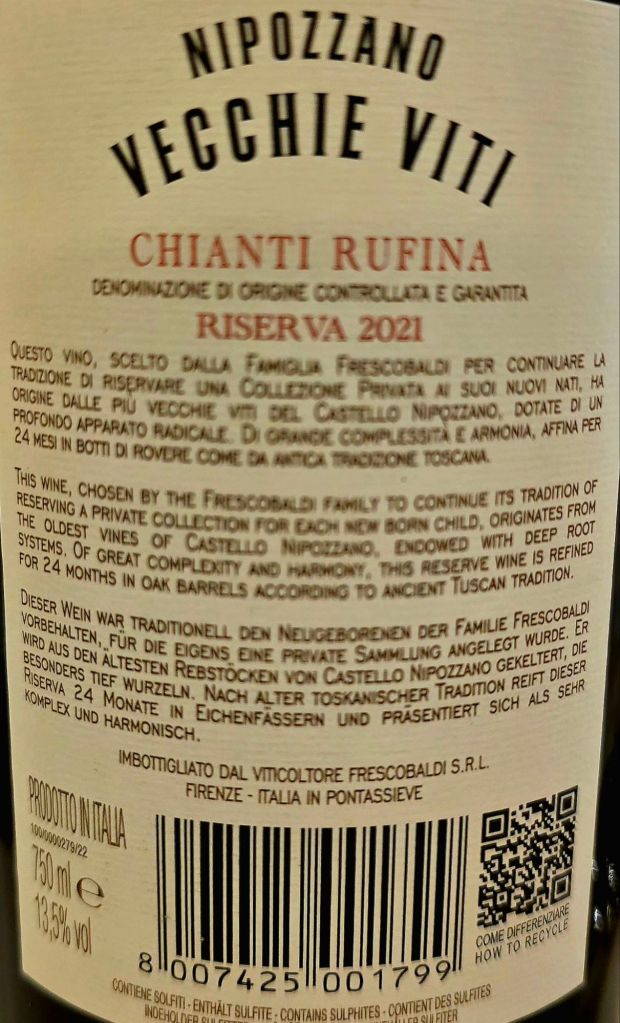 NIPOZZANO
VECCHIE VITI
CHIANTI RUFINA
DENOMINAZIONE DI ORIGINE CONTROLLATA E GARANTITA
RISERVA 2021
QUESTO VINO, SCELTO DALLA FAMIGLIA FRESCOBALDI PER CONTINUARE LA
TRADIZIONE DI RISERVARE UNA COLLEZIONE PRIVATA AI SUOI NUOVI NATI, HA
ORIGINE DALLE PIÙ VECCHIE VITI DEL CASTELLO NIPOZZANO, DOTATE DI UN
PROFONDO APPARATO RADICALE. DI GRANDE COMPLESSITÀ E ARMONIA, AFFINA PER
24 MESI IN BOTTI DI ROVERE COME DA ANTICA TRADIZIONE TOSCANA.
THIS WINE, CHOSEN BY THE FRESCOBALDI FAMILY TO CONTINUE ITS TRADITION OF
RESERVING A PRIVATE COLLECTION FOR EACH NEW BORN CHILD, ORIGINATES FROM
THE OLDEST VINES OF CASTELLO NIPOZZANO, ENDOWED WITH DEEP ROOT
SYSTEMS. OF GREAT COMPLEXITY AND HARMONY, THIS RESERVE WINE IS REFINED
FOR 24 MONTHS IN OAK BARRELS ACCORDING TO ANCIENT TUSCAN TRADITION.
DIESER WEIN WAR TRADITIONELL DEN NEUGEBORENEN DER FAMILIE FRESCOBALDI
VORBEHALTEN, FÜR DIE EIGENS EINE PRIVATE SAMMLUNG ANGELEGT WURDE. ER
WIRD AUS DEN ÄLTESTEN REBSTÖCKEN VON CASTELLO NIPOZZANO GEKELTERT, DIE
BESONDERS TIEF WURZELN. NACH ALTER TOSKANISCHER TRADITION REIFT DIESER
RISERVA 24 MONATE IN EICHENFÄSSERN UND PRÄSENTIERT SICH ALS SEHR
KOMPLEX UND HARMONISCH.
IMBOTTIGLIATO DAL VITICOLTORE FRESCOBALDI S.R.L.
FIRENZE - ITALIA IN PONTASSIEVE
PRODOTTO IN ITALIA
100/0000279/22
750 ml e
13,5% vol
8 007425 001799
COME DIFFERENZIARE
HOW TO RECYCLE
CONTIENE SOLFITI - ENTHÄLT SULFITE - CONTAINS SULPHITES - CONTIENT DES SULFITES